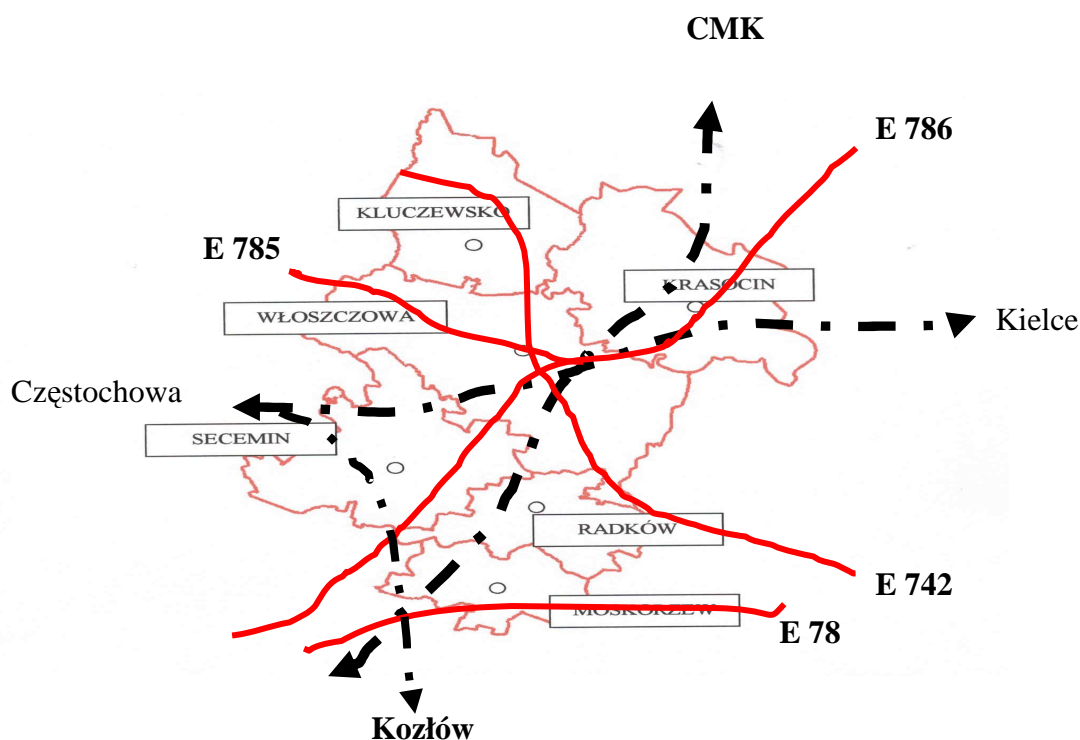 CMK
E 786
KLUCZEWSKO
E 785
KRASOCIN
WŁOSZCZOWA
Kielce
Częstochowa
SECEMIN
RADKÓW
E 742
MOSKORZEW
E 78
Kozłów